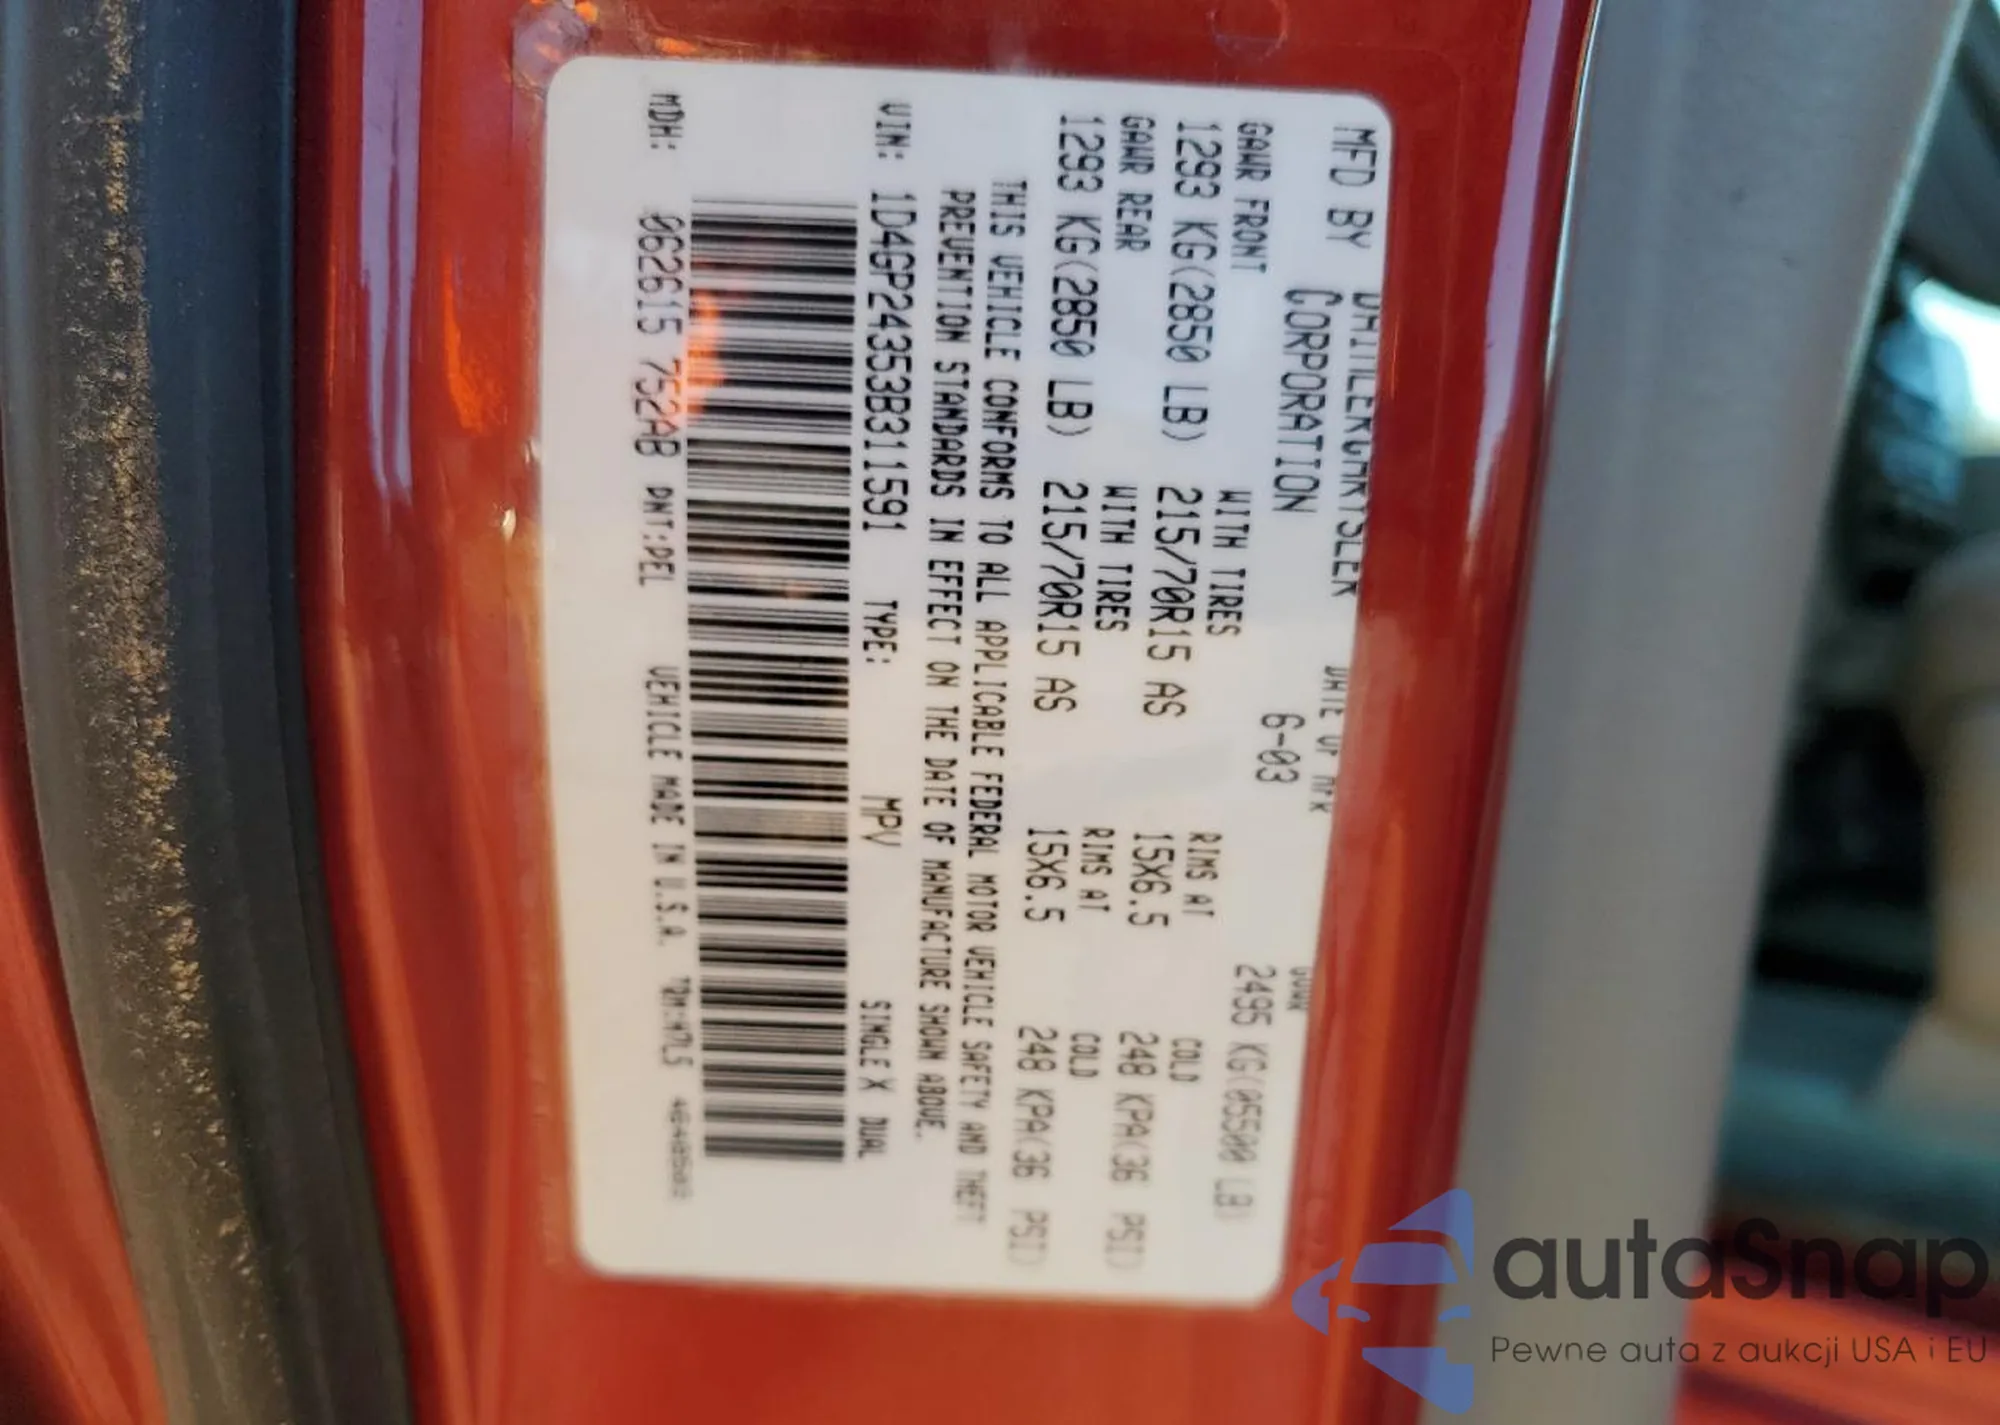 MFD BY DAIMLERCHRYSLER CORPORATION DATE OF MFR 6-03 GVWR 2495 KG(05500 LB)
GAWR FRONT WITH TIRES RIMS AT COLD
1293 KG(2850 LB) 215/70R15 AS 15X6.5 248 KPA(36 PSI)
GAWR REAR WITH TIRES RIMS AT COLD
1293 KG(2850 LB) 215/70R15 AS 15X6.5 248 KPA(36 PSI)
THIS VEHICLE CONFORMS TO ALL APPLICABLE FEDERAL MOTOR VEHICLE SAFETY AND THEFT
PREVENTION STANDARDS IN EFFECT ON THE DATE OF MANUFACTURE SHOWN ABOVE.
VIN: 1D4GP24353B311591 TYPE: MPV SINGLE X DUAL
MDH: 062615 752AB PNT:PEL VEHICLE MADE IN U.S.A.
autaSnap
Pewne auta z aukcji USA i EU